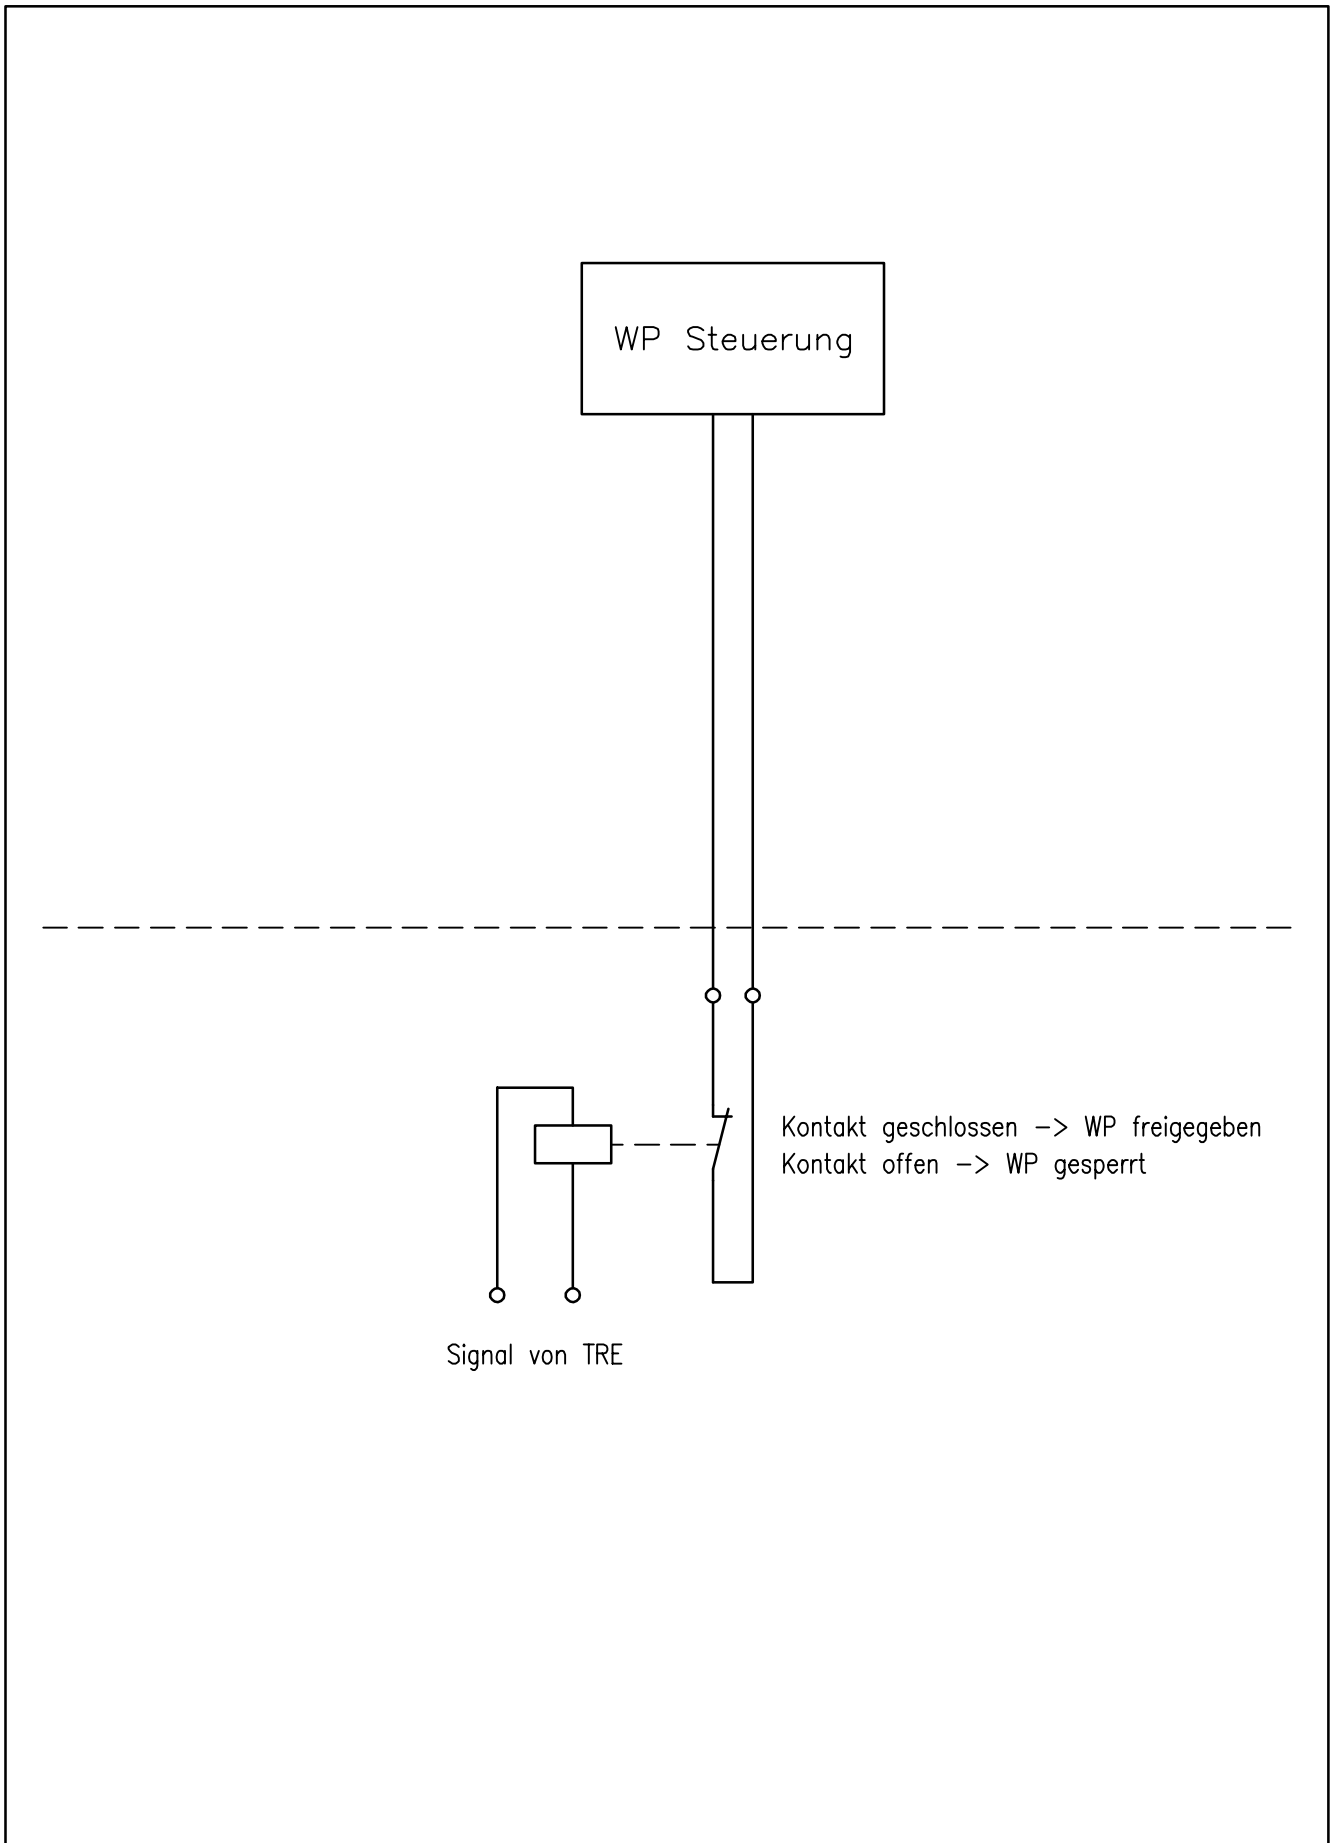 WP Steuerung
Kontakt geschlossen -> WP freigegeben
Kontakt offen -> WP gesperrt
Signal von TRE